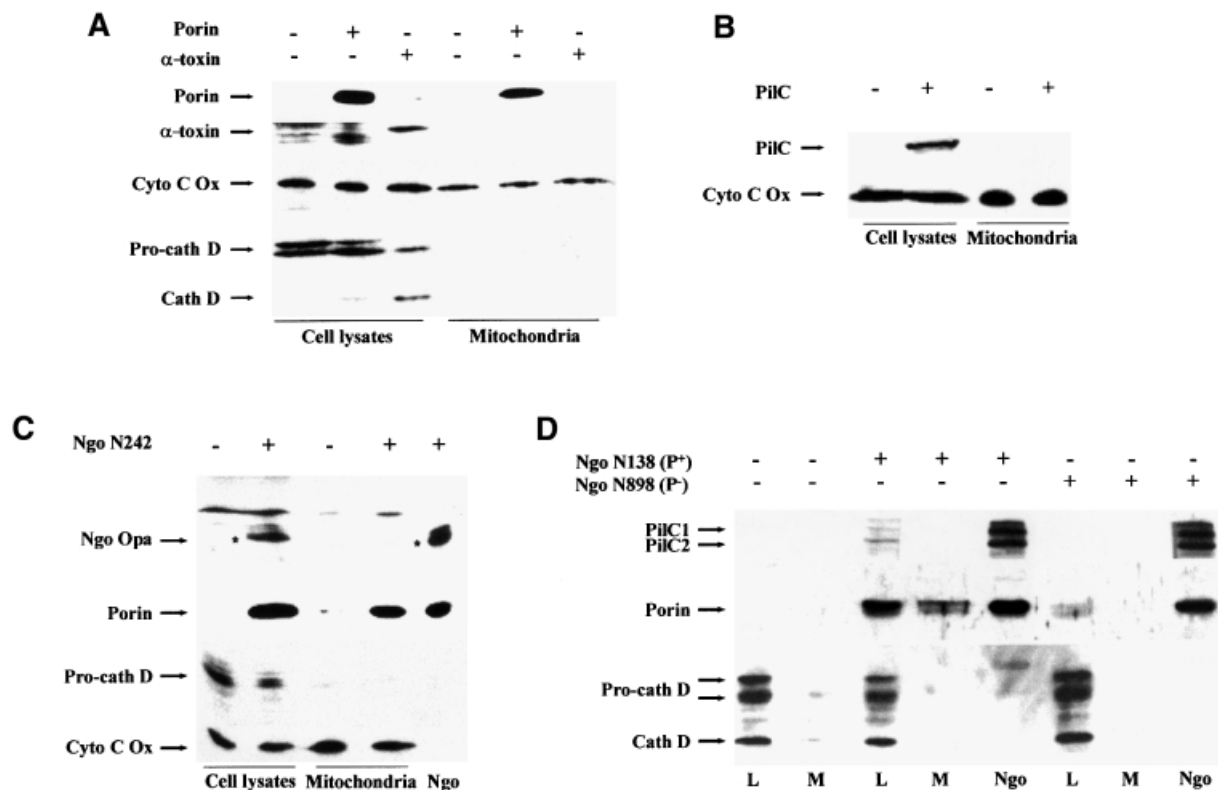 A
Porin - + - - + -
α-toxin - - + - - +
Porin →
α-toxin →
Cyto C Ox →
Pro-cath D →
Cath D →
Cell lysates Mitochondria
B
PilC - + - +
PilC →
Cyto C Ox →
Cell lysates Mitochondria
C
Ngo N242 - + - + +
Ngo Opa → * *
Porin →
Pro-cath D →
Cyto C Ox →
Cell lysates Mitochondria Ngo
D
Ngo N138 (P+) - - + + + - - -
Ngo N898 (P-) - - - - - + + +
PilC1 →
PilC2 →
Porin →
Pro-cath D →
Cath D →
L M L M Ngo L M Ngo